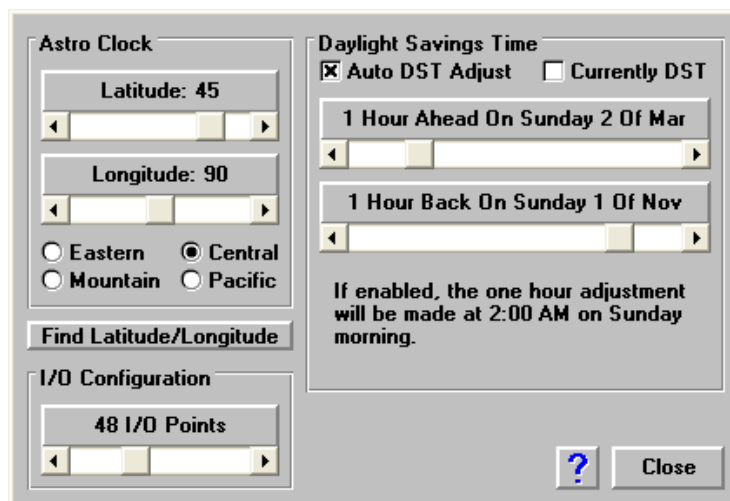 Astro Clock
Latitude: 45
Longitude: 90
Eastern
Central
Mountain
Pacific
Find Latitude/Longitude
I/O Configuration
48 I/O Points
Daylight Savings Time
Auto DST Adjust
Currently DST
1 Hour Ahead On Sunday 2 Of Mar
1 Hour Back On Sunday 1 Of Nov
If enabled, the one hour adjustment
will be made at 2:00 AM on Sunday
morning.
?
Close